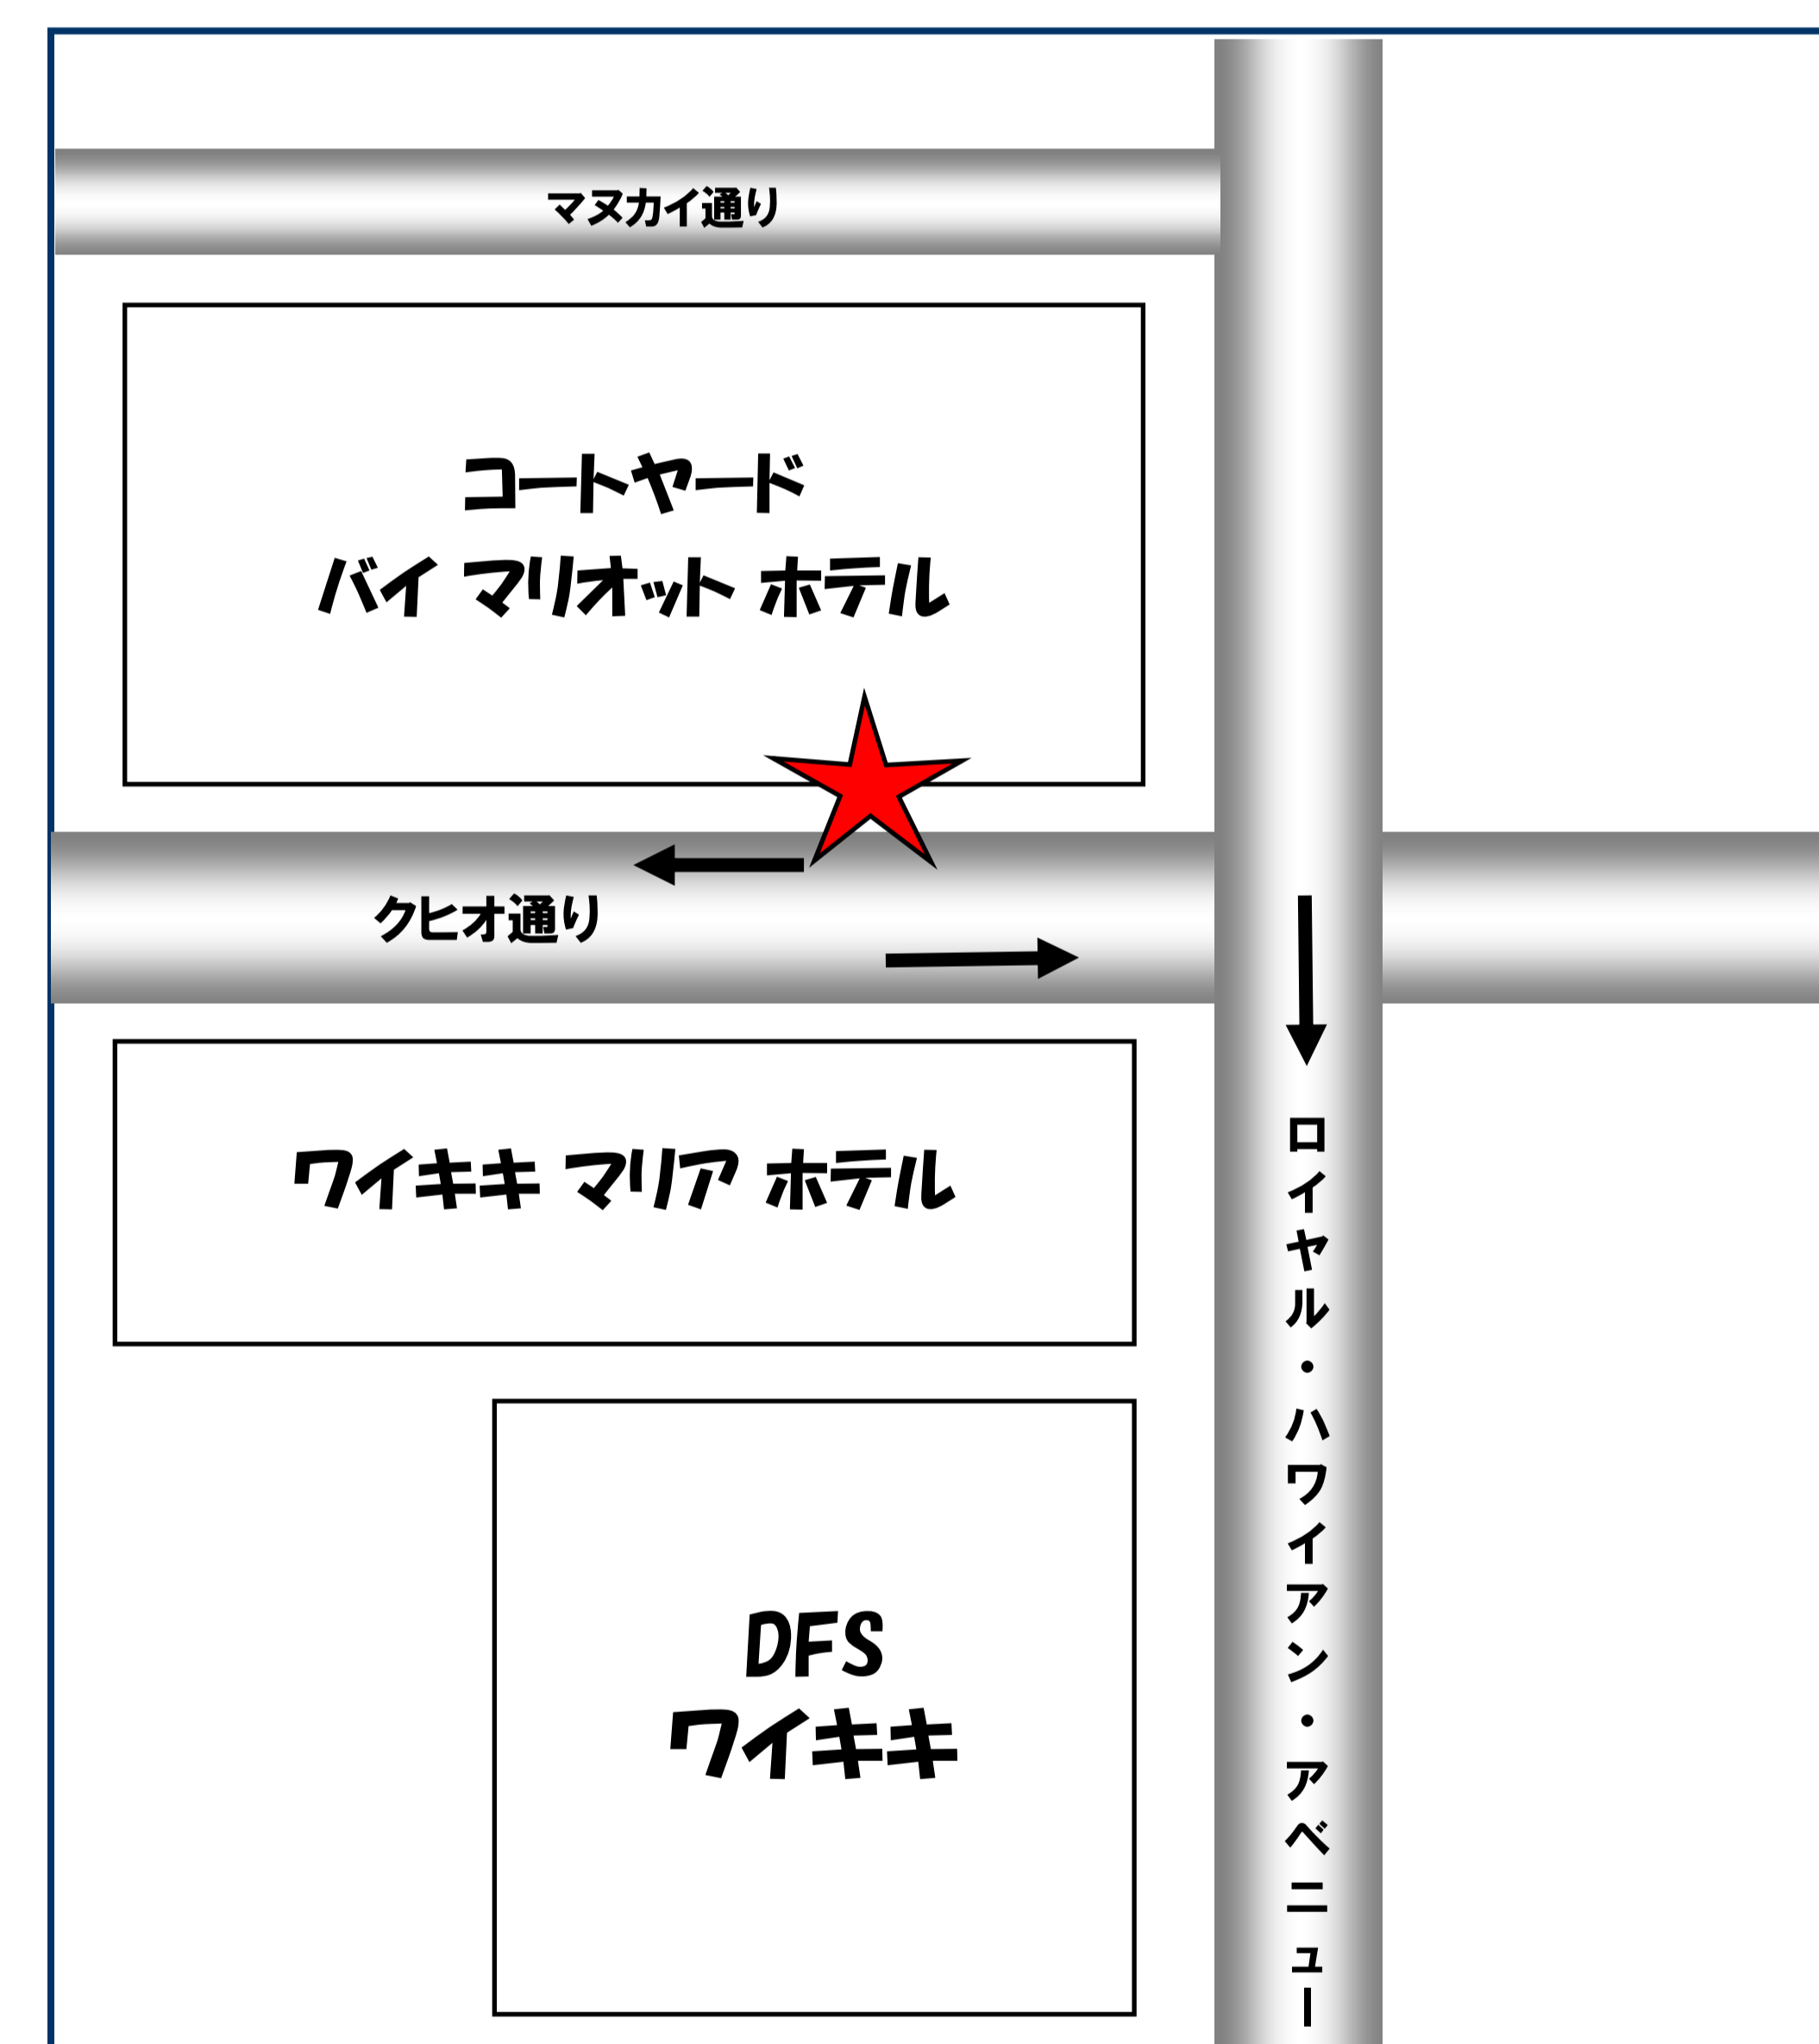 マヌカイ通り
コートヤード
バイ マリオット ホテル
クヒオ通り
ワイキキ マリア ホテル
DFS
ワイキキ
ロイヤル・ハワイアン・アベニュー